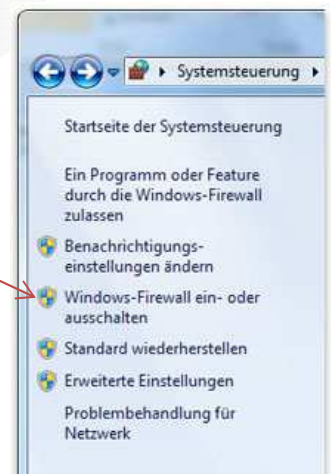 Systemsteuerung
Startseite der Systemsteuerung
Ein Programm oder Feature
durch die Windows-Firewall
zulassen
Benachrichtigungs-
einstellungen ändern
Windows-Firewall ein- oder
ausschalten
Standard wiederherstellen
Erweiterte Einstellungen
Problembehandlung für
Netzwerk